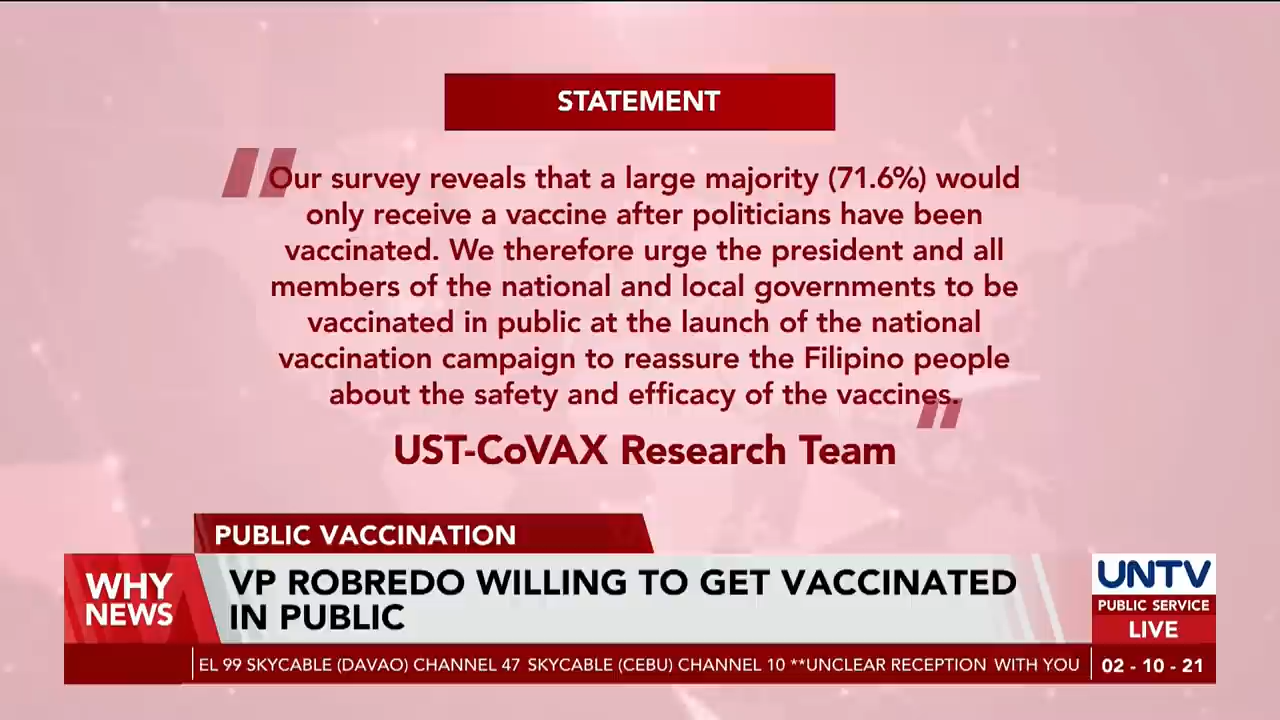 STATEMENT
"Our survey reveals that a large majority (71.6%) would
only receive a vaccine after politicians have been
vaccinated. We therefore urge the president and all
members of the national and local governments to be
vaccinated in public at the launch of the national
vaccination campaign to reassure the Filipino people
about the safety and efficacy of the vaccines."
UST-CoVAX Research Team
PUBLIC VACCINATION
WHY
NEWS
VP ROBREDO WILLING TO GET VACCINATED
IN PUBLIC
UNTV
PUBLIC SERVICE
LIVE
EL 99 SKYCABLE (DAVAO) CHANNEL 47 SKYCABLE (CEBU) CHANNEL 10 **UNCLEAR RECEPTION WITH YOU
02 - 10 - 21